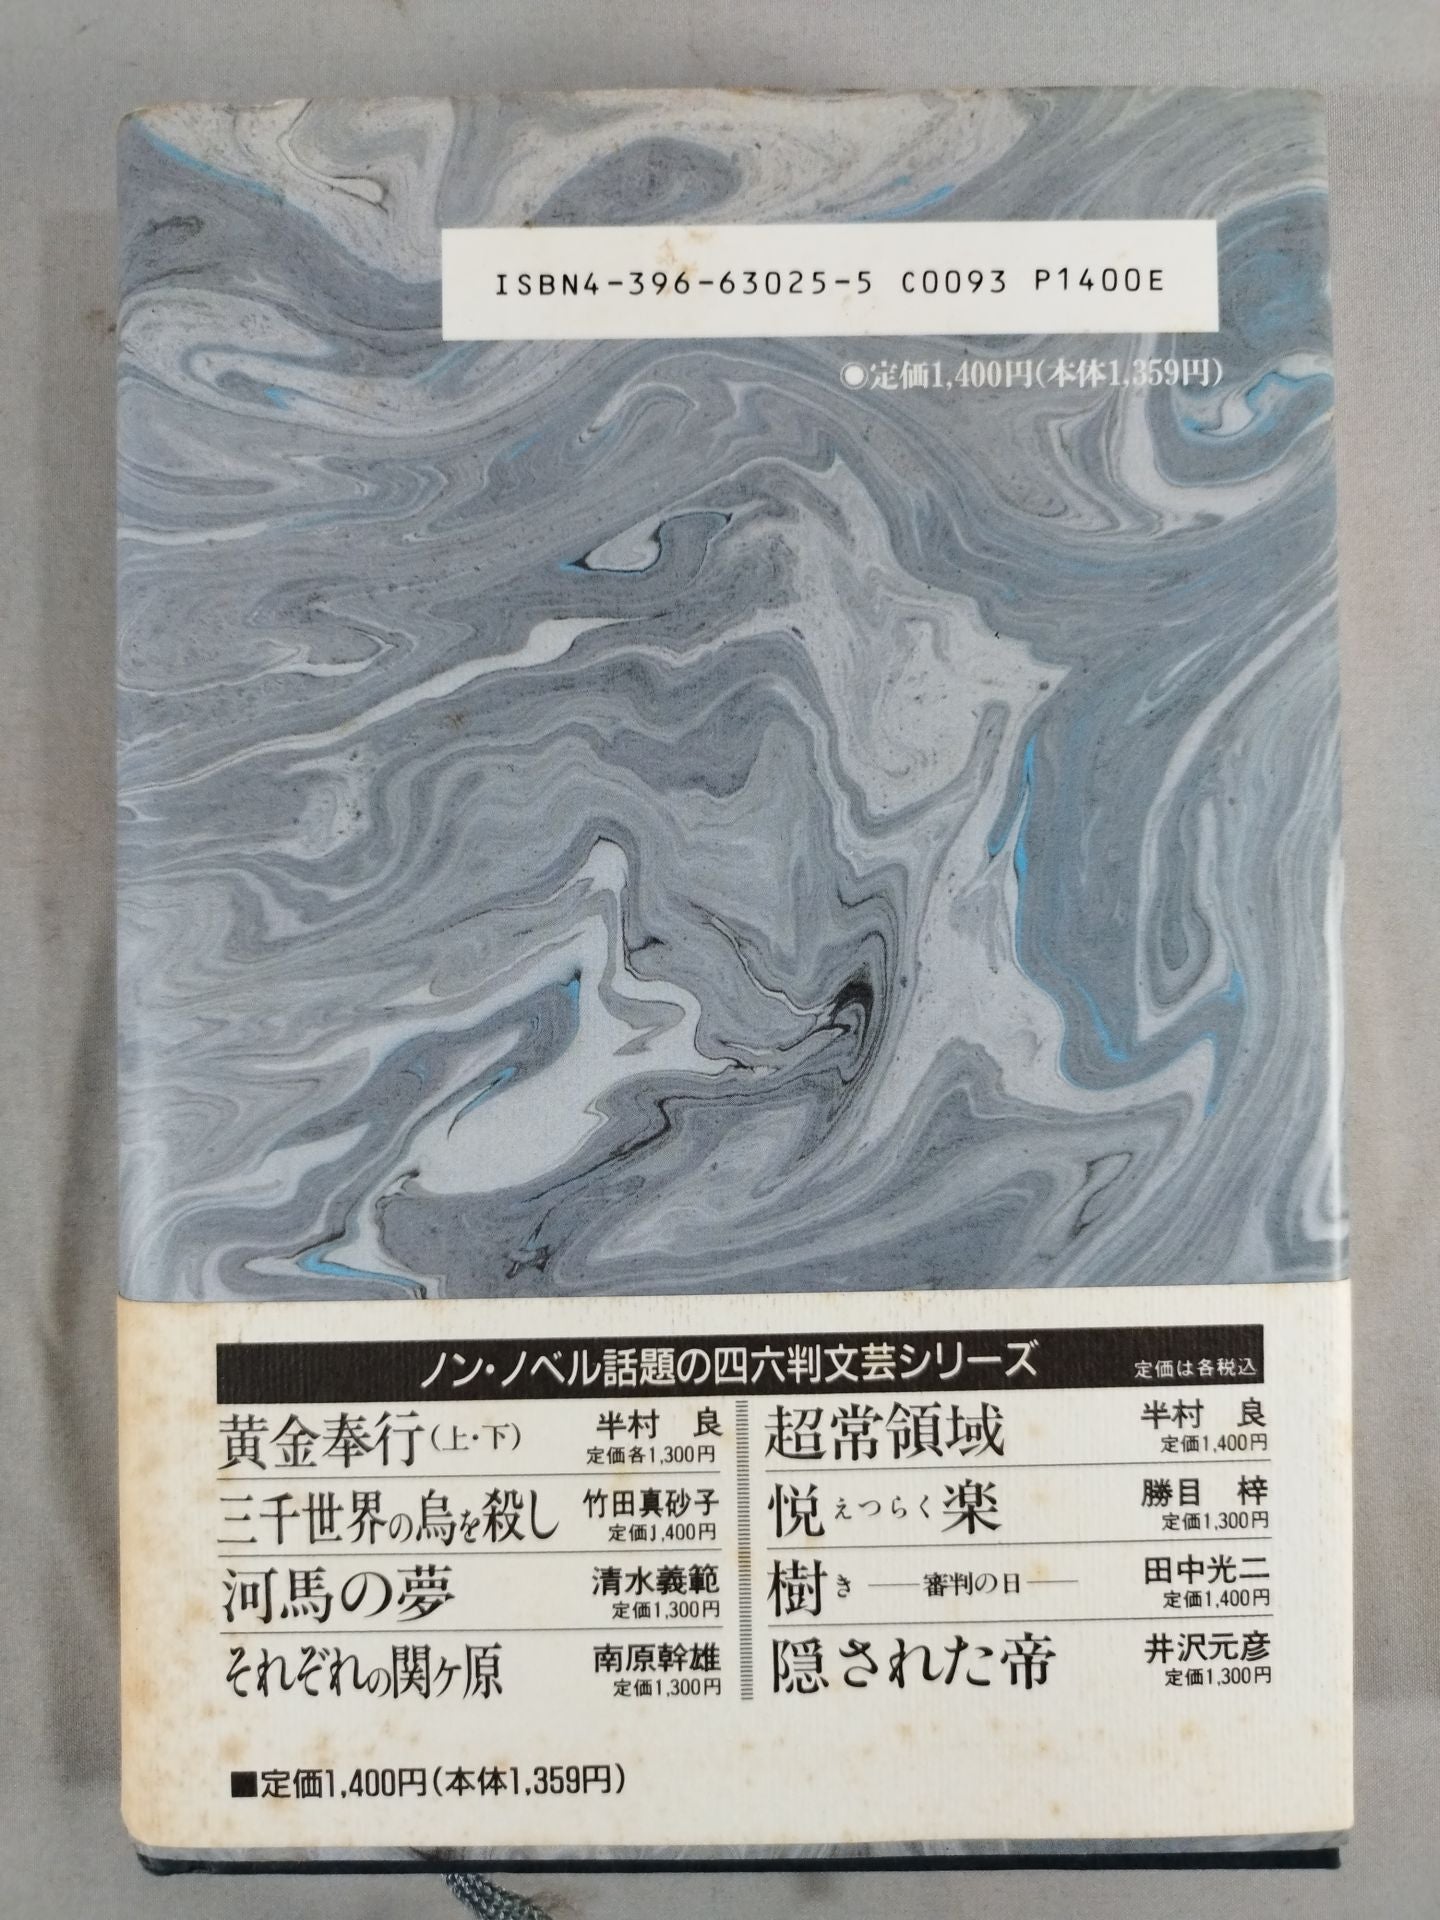 ISBN4-396-63025-5 C0093 P1400E
◉定価1,400円(本体1,359円)
ノン・ノベル話題の四六判文芸シリーズ 定価は各税込
黄金奉行(上・下) 半村 良
定価各1,300円
三千世界の烏を殺し 竹田真砂子
定価1,400円
河馬の夢 清水義範
定価1,300円
それぞれの関ヶ原 南原幹雄
定価1,300円
超常領域 半村 良
定価1,400円
悦えつらく楽 勝目 梓
定価1,300円
樹き ──審判の日── 田中光二
定価1,400円
隠された帝 井沢元彦
定価1,300円
■定価1,400円(本体1,359円)